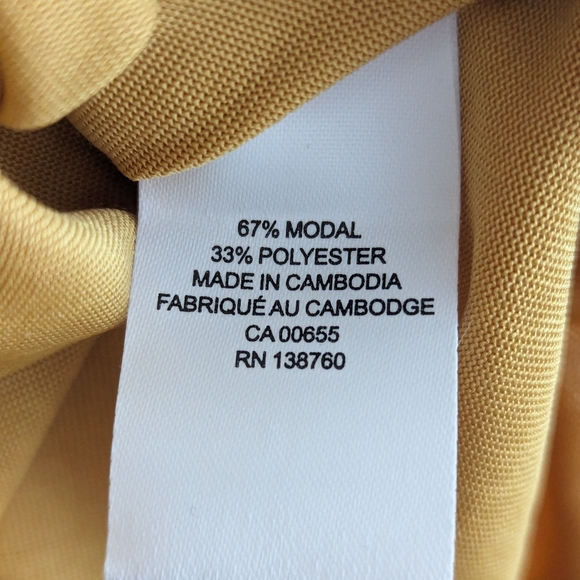 67% MODAL
33% POLYESTER
MADE IN CAMBODIA
FABRIQUÉ AU CAMBODGE
CA 00655
RN 138760